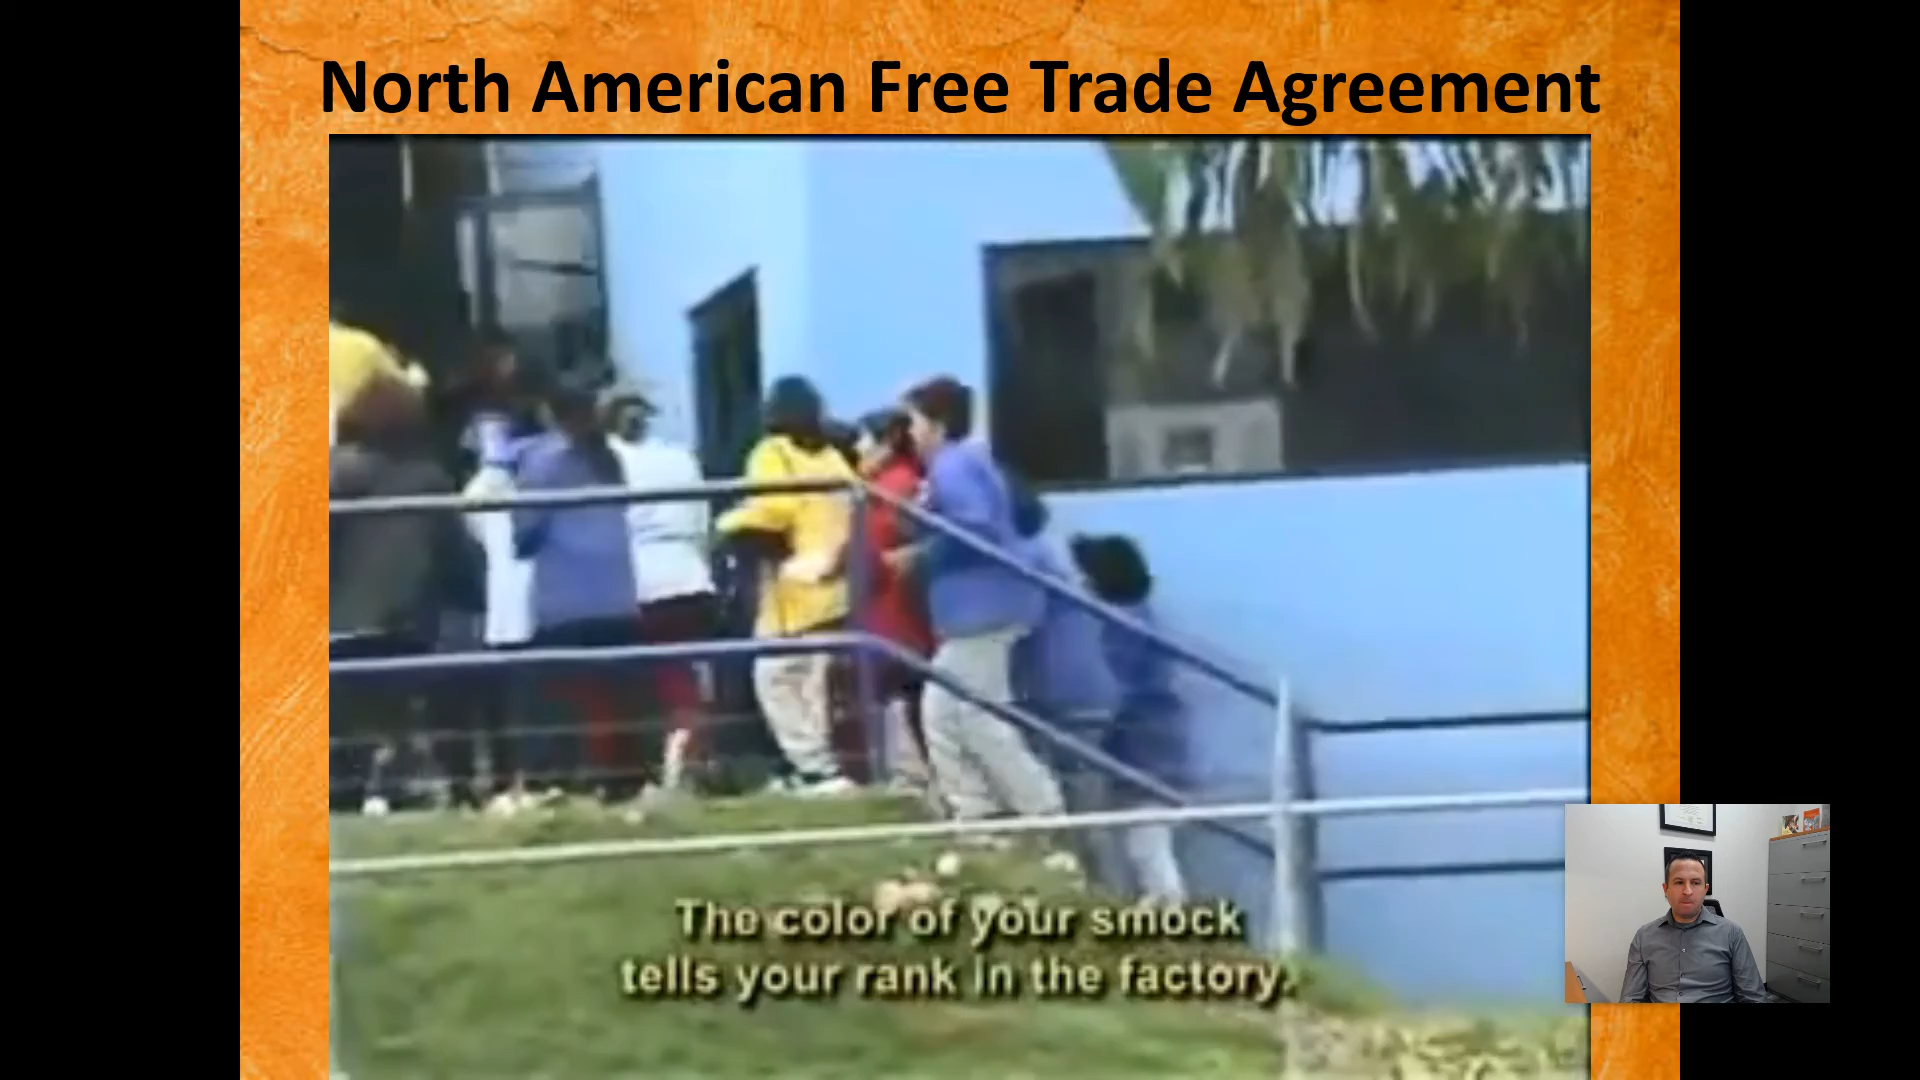 North American Free Trade Agreement
The color of your smock
tells your rank in the factory.